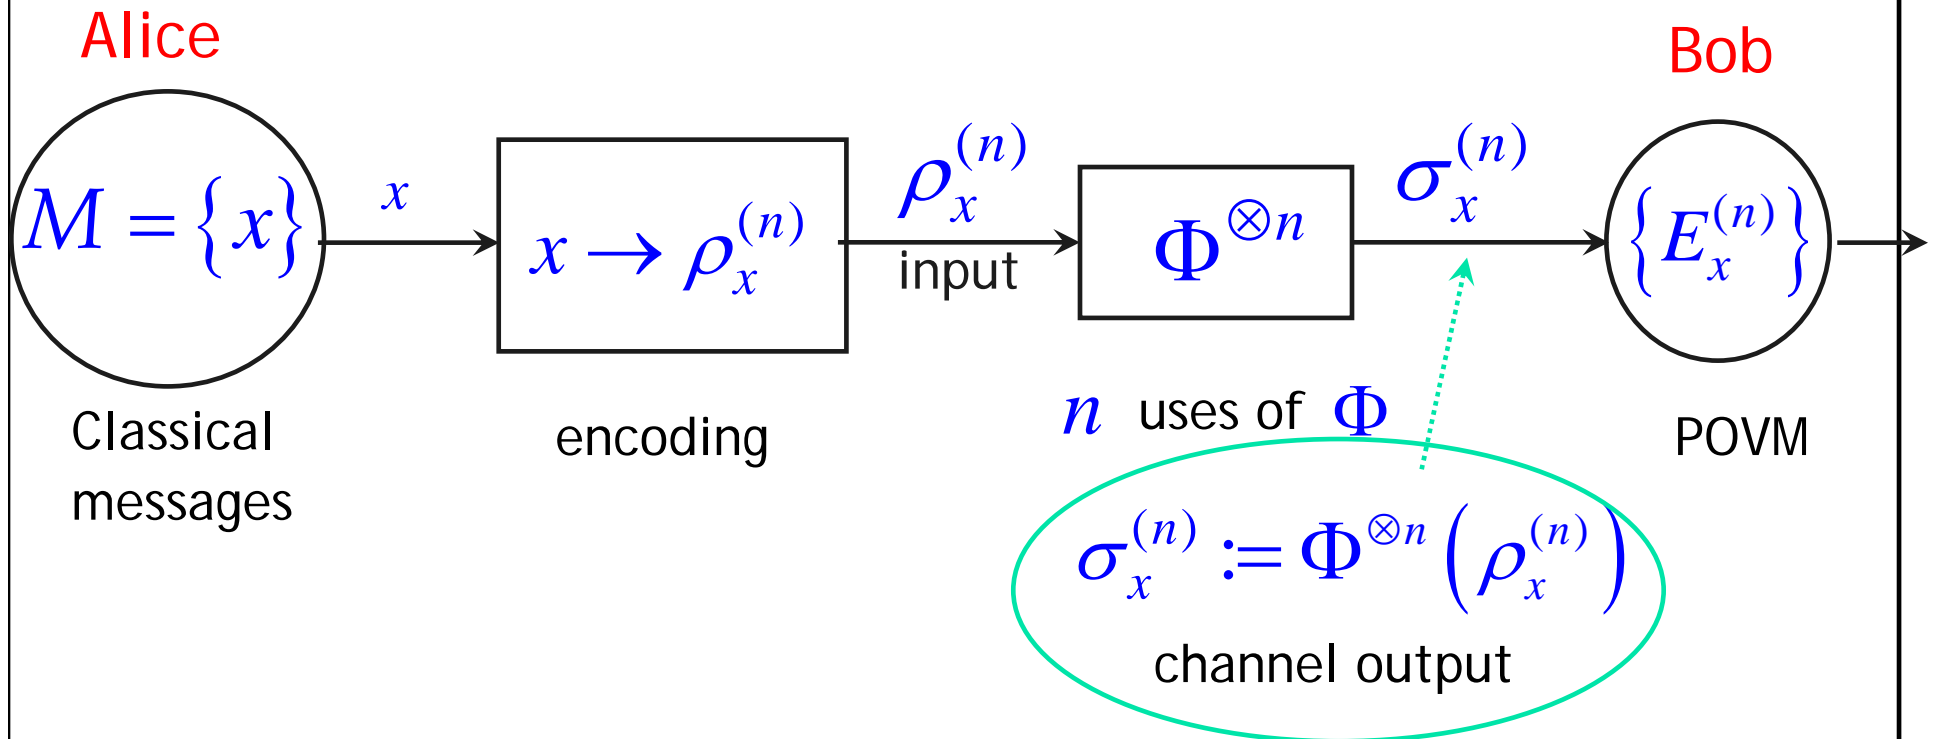 Alice
Bob
M = {x}
x
x → ρ_x^{(n)}
ρ_x^{(n)}
input
Φ^{⊗n}
σ_x^{(n)}
{E_x^{(n)}}
Classical
messages
encoding
n uses of Φ
POVM
σ_x^{(n)} := Φ^{⊗n} (ρ_x^{(n)})
channel output